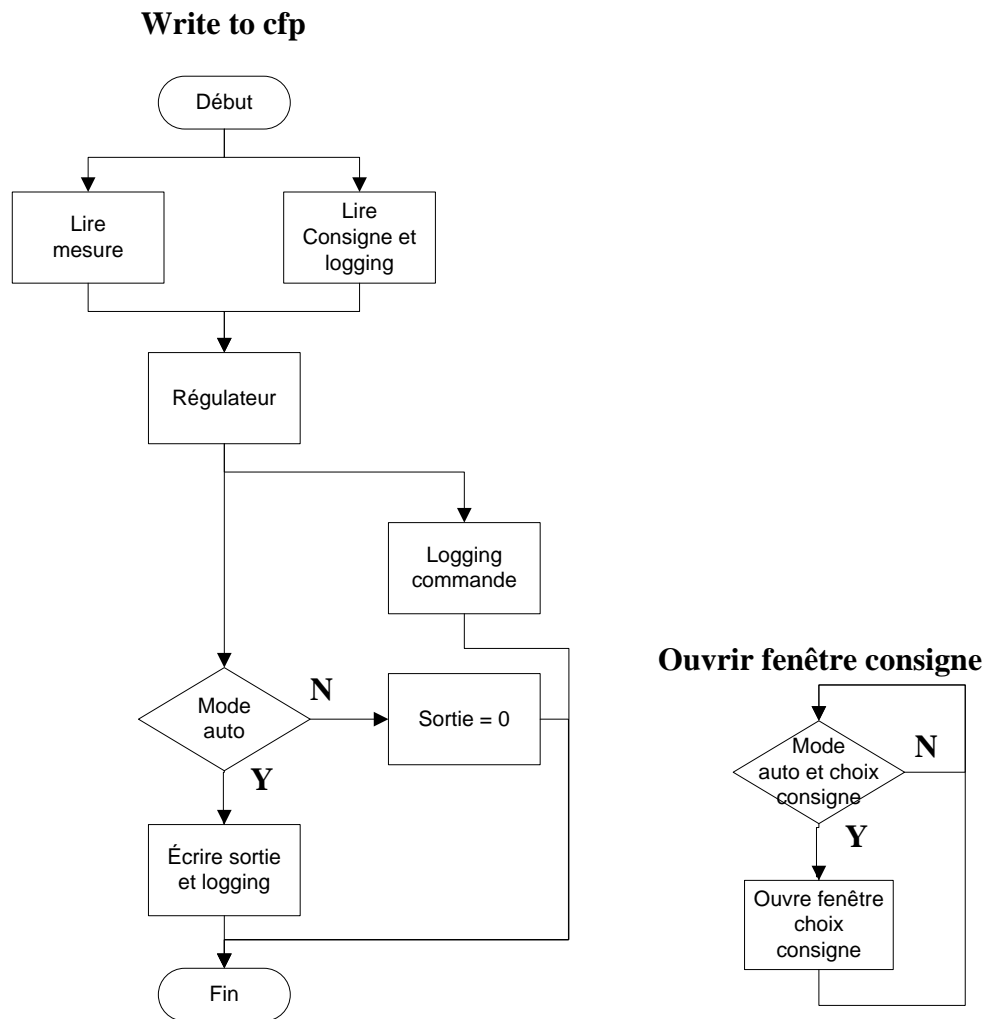 Write to cfp
Début
Lire
mesure
Lire
Consigne et
logging
Régulateur
Logging
commande
Mode
auto
N
Sortie = 0
Y
Écrire sortie
et logging
Fin
Ouvrir fenêtre consigne
Mode
auto et choix
consigne
N
Y
Ouvre fenêtre
choix
consigne